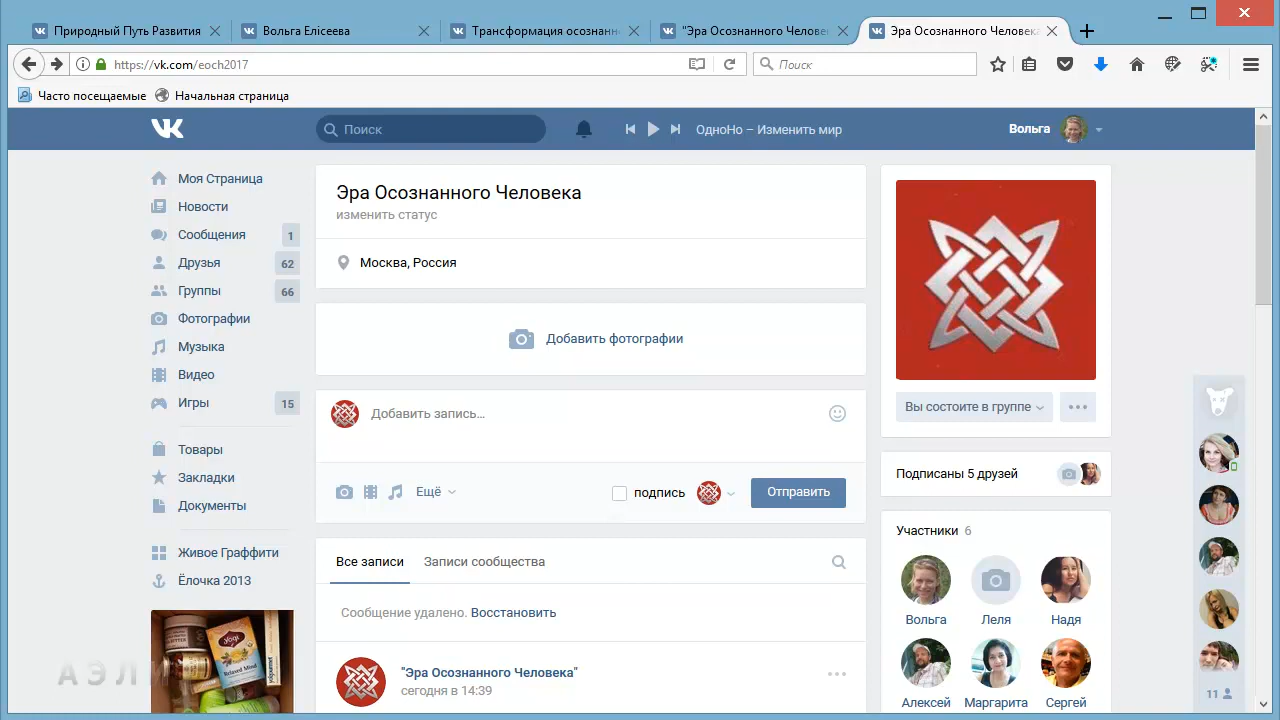 Природный Путь Развития
Вольга Елісеева
Трансформация осознанн
"Эра Осознанного Человека
Эра Осознанного Человека
https://vk.com/eoch2017
Поиск
Часто посещаемые
Начальная страница
Поиск
ОдноНо – Изменить мир
Вольга
Моя Страница
Новости
Сообщения 1
Друзья 62
Группы 66
Фотографии
Музыка
Видео
Игры 15
Товары
Закладки
Документы
Живое Граффити
Ёлочка 2013
Эра Осознанного Человека
изменить статус
Москва, Россия
Добавить фотографии
Добавить запись...
Ещё
подпись
Отправить
Все записи
Записи сообщества
Сообщение удалено. Восстановить
"Эра Осознанного Человека"
сегодня в 14:39
Вы состоите в группе
Подписаны 5 друзей
Участники 6
Вольга
Леля
Надя
Алексей
Маргарита
Сергей
11
Yogi
АЭЛИ